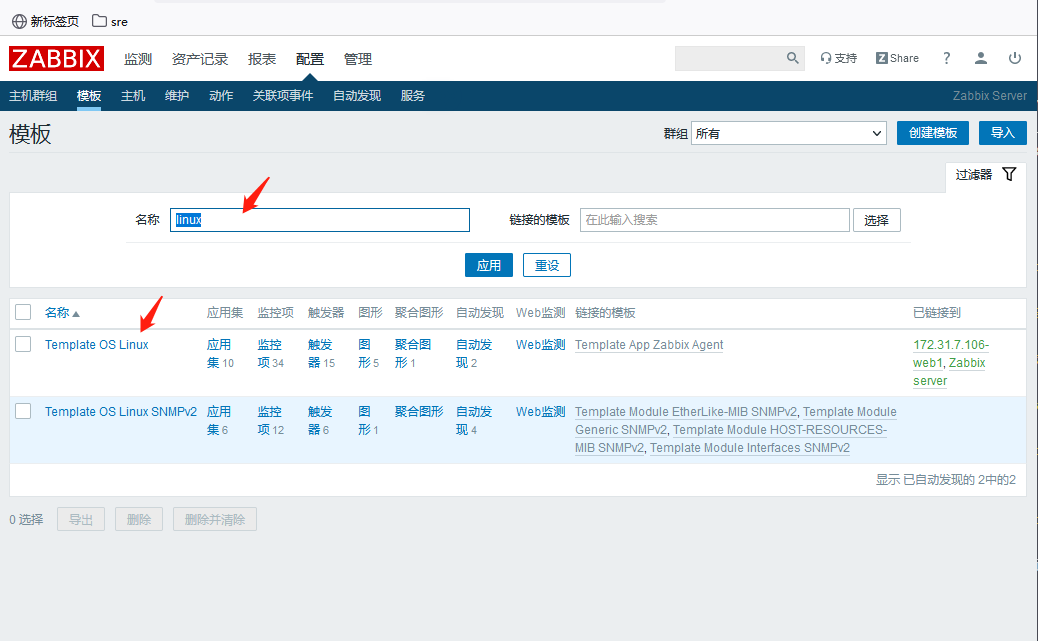 新标签页 sre
ZABBIX 监测 资产记录 报表 配置 管理 支持 Z Share ?
主机群组 模板 主机 维护 动作 关联项事件 自动发现 服务 Zabbix Server
模板 群组 所有 创建模板 导入
过滤器
名称 linux 链接的模板 在此输入搜索 选择
应用 重设
名称 应用集 监控项 触发器 图形 聚合图形 自动发现 Web监测 链接的模板 已链接到
Template OS Linux 应用 监控 触发 图 聚合图 自动发 Web监测 Template App Zabbix Agent 172.31.7.106-
集 10 项 34 器 15 形 5 形 1 现 2 web1, Zabbix
server
Template OS Linux SNMPv2 应用 监控 触发 图 聚合图形 自动发 Web监测 Template Module EtherLike-MIB SNMPv2, Template Module
集 6 项 12 器 6 形 1 现 4 Generic SNMPv2, Template Module HOST-RESOURCES-
MIB SNMPv2, Template Module Interfaces SNMPv2
显示 已自动发现的 2中的2
0 选择 导出 删除 删除并清除